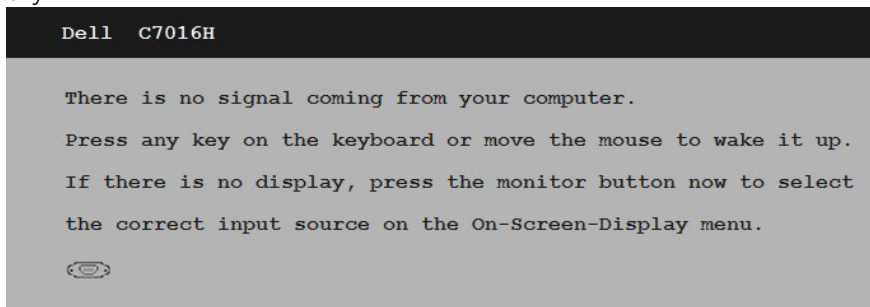 Dell C7016H
There is no signal coming from your computer.
Press any key on the keyboard or move the mouse to wake it up.
If there is no display, press the monitor button now to select
the correct input source on the On-Screen-Display menu.